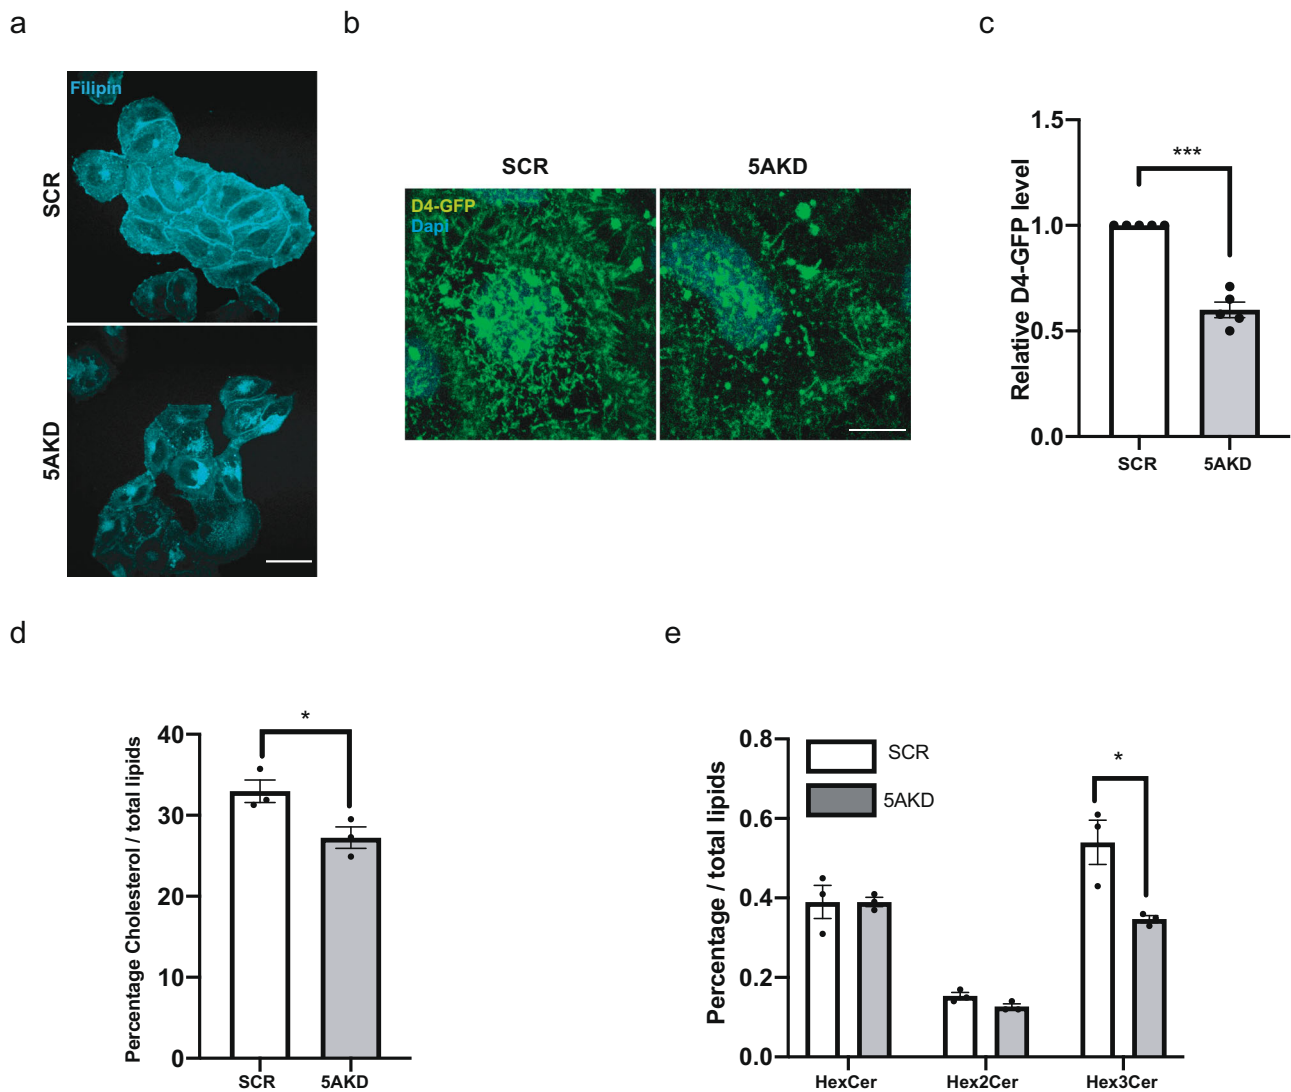 a
b
c
Filipin
SCR
5AKD
SCR
5AKD
D4-GFP
Dapi
Relative D4-GFP level
1.5
1.0
0.5
0.0
***
SCR
5AKD
d
e
Percentage Cholesterol / total lipids
40
30
20
10
0
*
SCR
5AKD
Percentage / total lipids
0.8
0.6
0.4
0.2
0.0
SCR
5AKD
*
HexCer
Hex2Cer
Hex3Cer